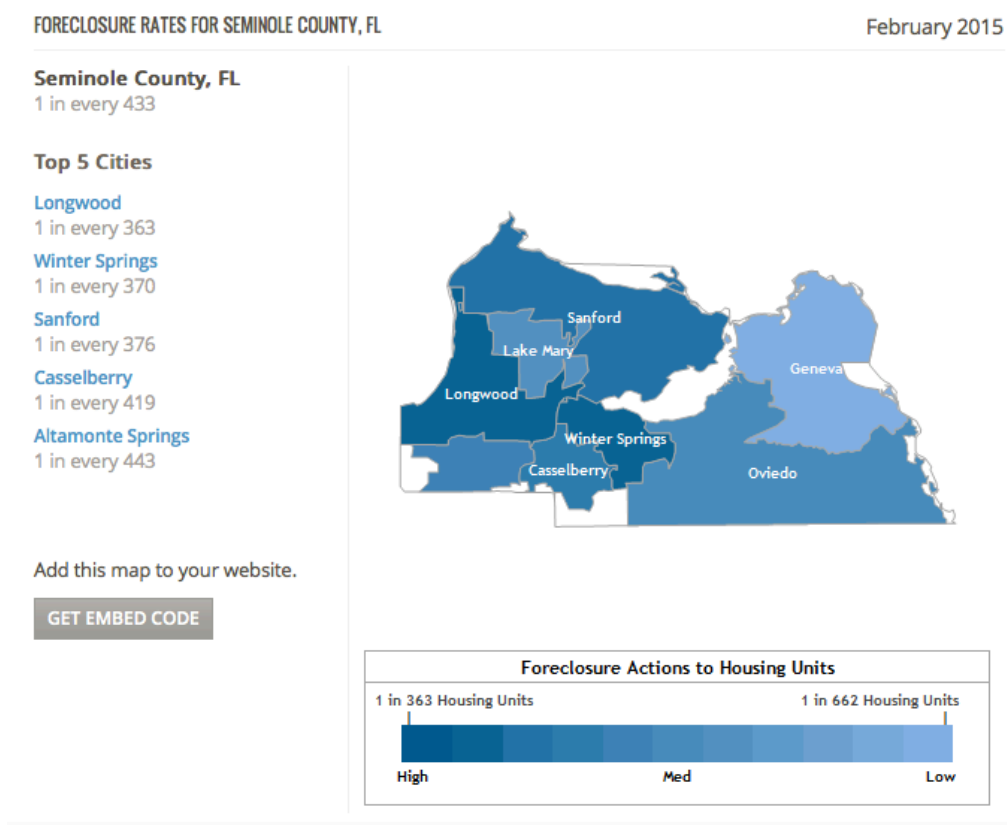 FORECLOSURE RATES FOR SEMINOLE COUNTY, FL
February 2015
Seminole County, FL
1 in every 433
Top 5 Cities
Longwood
1 in every 363
Winter Springs
1 in every 370
Sanford
1 in every 376
Casselberry
1 in every 419
Altamonte Springs
1 in every 443
Add this map to your website.
GET EMBED CODE
Sanford
Lake Mary
Geneva
Longwood
Winter Springs
Casselberry
Oviedo
Foreclosure Actions to Housing Units
1 in 363 Housing Units
1 in 662 Housing Units
High
Med
Low